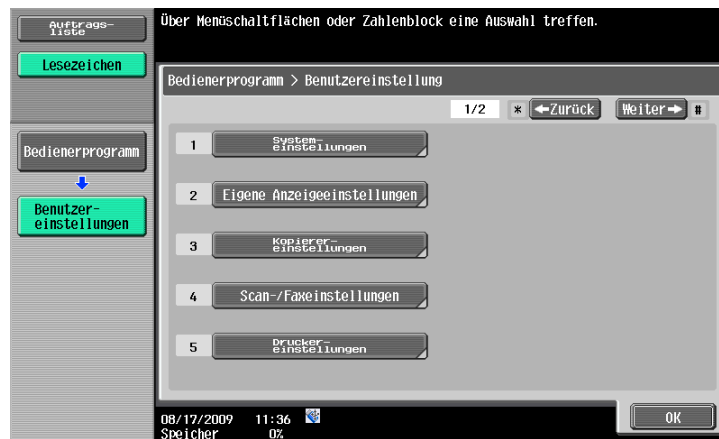 Auftrags-
liste
Über Menüschaltflächen oder Zahlenblock eine Auswahl treffen.
Lesezeichen
Bedienerprogramm > Benutzereinstellung
1/2 * ←Zurück Weiter→ #
Bedienerprogramm
1 System-
einstellungen
2 Eigene Anzeigeeinstellungen
Benutzer-
einstellungen
3 Kopierer-
einstellungen
4 Scan-/Faxeinstellungen
5 Drucker-
einstellungen
08/17/2009 11:36
Speicher 0%
OK